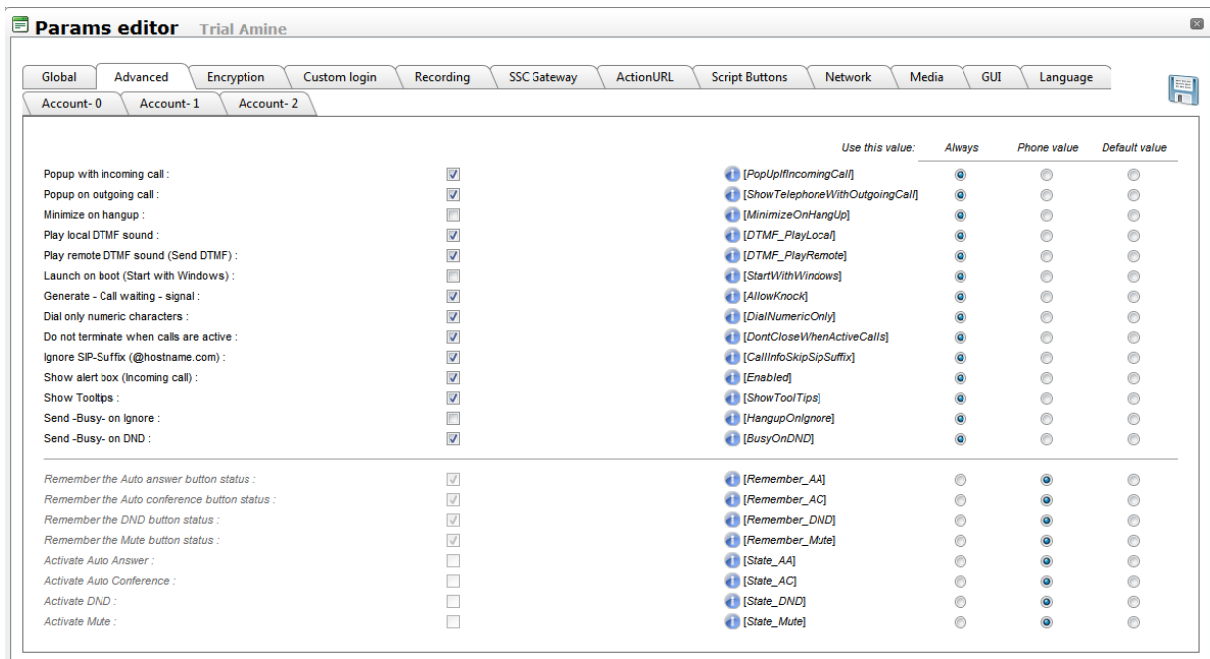 Params editor Trial Amine
Global Advanced Encryption Custom login Recording SSC Gateway ActionURL Script Buttons Network Media GUI Language
Account- 0 Account- 1 Account- 2
Use this value: Always Phone value Default value
Popup with incoming call : [PopUpIfIncomingCall]
Popup on outgoing call : [ShowTelephoneWithOutgoingCall]
Minimize on hangup : [MinimizeOnHangUp]
Play local DTMF sound : [DTMF_PlayLocal]
Play remote DTMF sound (Send DTMF) : [DTMF_PlayRemote]
Launch on boot (Start with Windows) : [StartWithWindows]
Generate - Call waiting - signal : [AllowKnock]
Dial only numeric characters : [DialNumericOnly]
Do not terminate when calls are active : [DontCloseWhenActiveCalls]
Ignore SIP-Suffix (@hostname.com) : [CallInfoSkipSipSuffix]
Show alert box (Incoming call) : [Enabled]
Show Tooltips : [ShowToolTips]
Send -Busy- on Ignore : [HangupOnIgnore]
Send -Busy- on DND : [BusyOnDND]
Remember the Auto answer button status : [Remember_AA]
Remember the Auto conference button status : [Remember_AC]
Remember the DND button status : [Remember_DND]
Remember the Mute button status : [Remember_Mute]
Activate Auto Answer : [State_AA]
Activate Auto Conference : [State_AC]
Activate DND : [State_DND]
Activate Mute : [State_Mute]